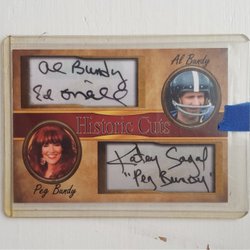 Al Bundy
Ed O'Neill
Al Bundy
Historic Cuts
Peg Bundy
Katey Sagal
"Peg Bundy"